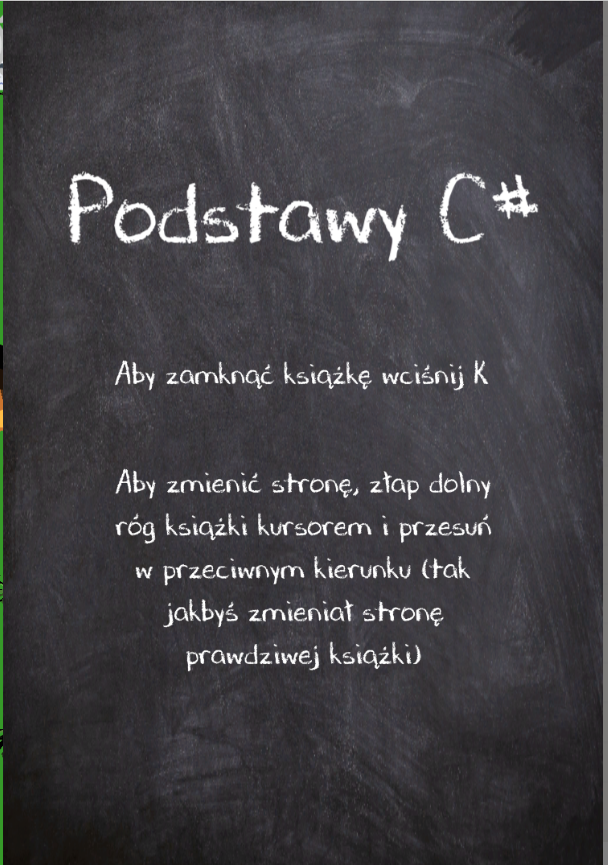 Podstawy C#
Aby zamknąć książkę wciśnij K
Aby zmienić stronę, złap dolny
róg książki kursorem i przesuń
w przeciwnym kierunku (tak
jakbyś zmieniał stronę
prawdziwej książki)